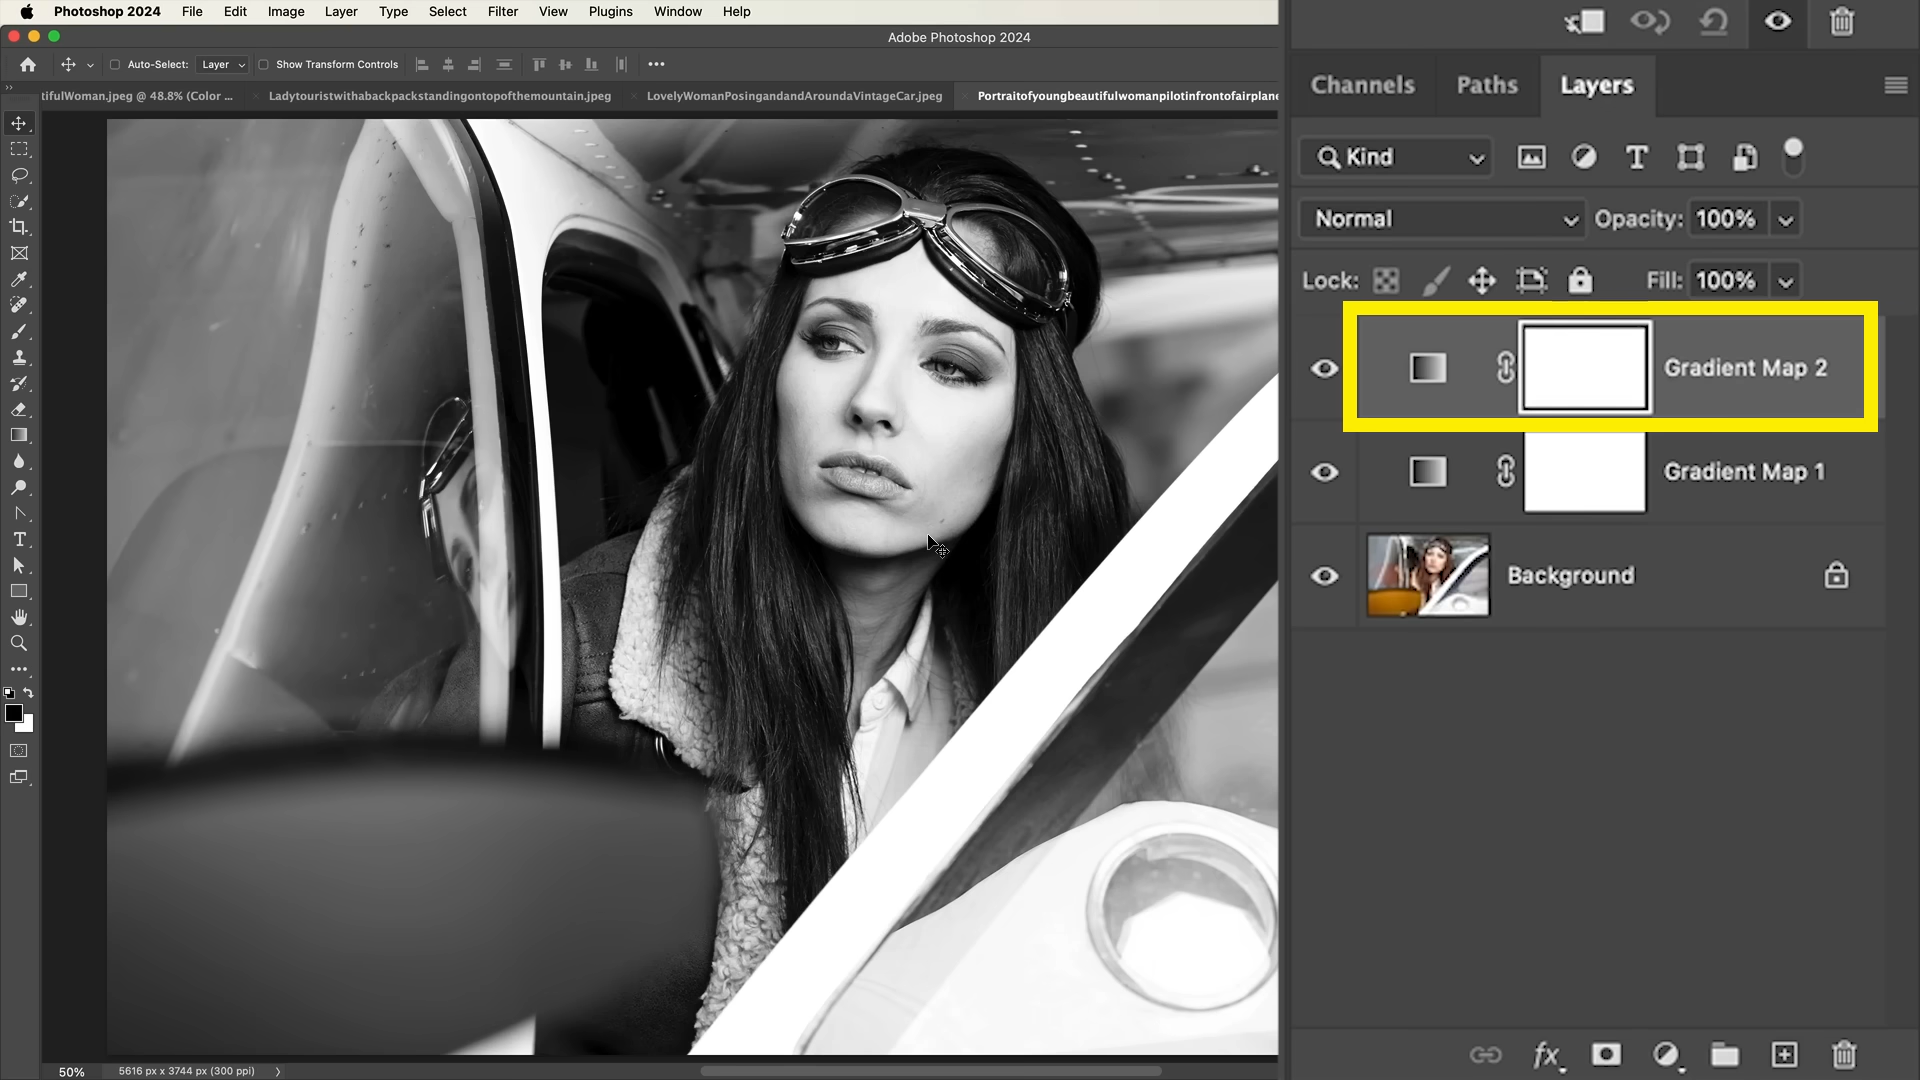 Photoshop 2024 File Edit Image Layer Type Select Filter View Plugins Window Help
Adobe Photoshop 2024
Auto-Select: Layer Show Transform Controls
tifulWoman.jpeg @ 48.8% (Color ... Ladytouristwithabackpackstandingontopofthemountain.jpeg LovelyWomanPosingandandAroundaVintageCar.jpeg Portraitofyoungbeautifulwomanpilotinfrontofairplane
50% 5616 px x 3744 px (300 ppi)
Channels Paths Layers
Kind
Normal Opacity: 100%
Lock: Fill: 100%
Gradient Map 2
Gradient Map 1
Background
fx